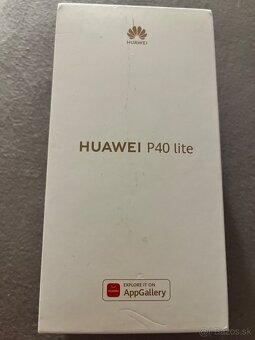 HUAWEI
HUAWEI P40 lite
EXPLORE IT ON
AppGallery